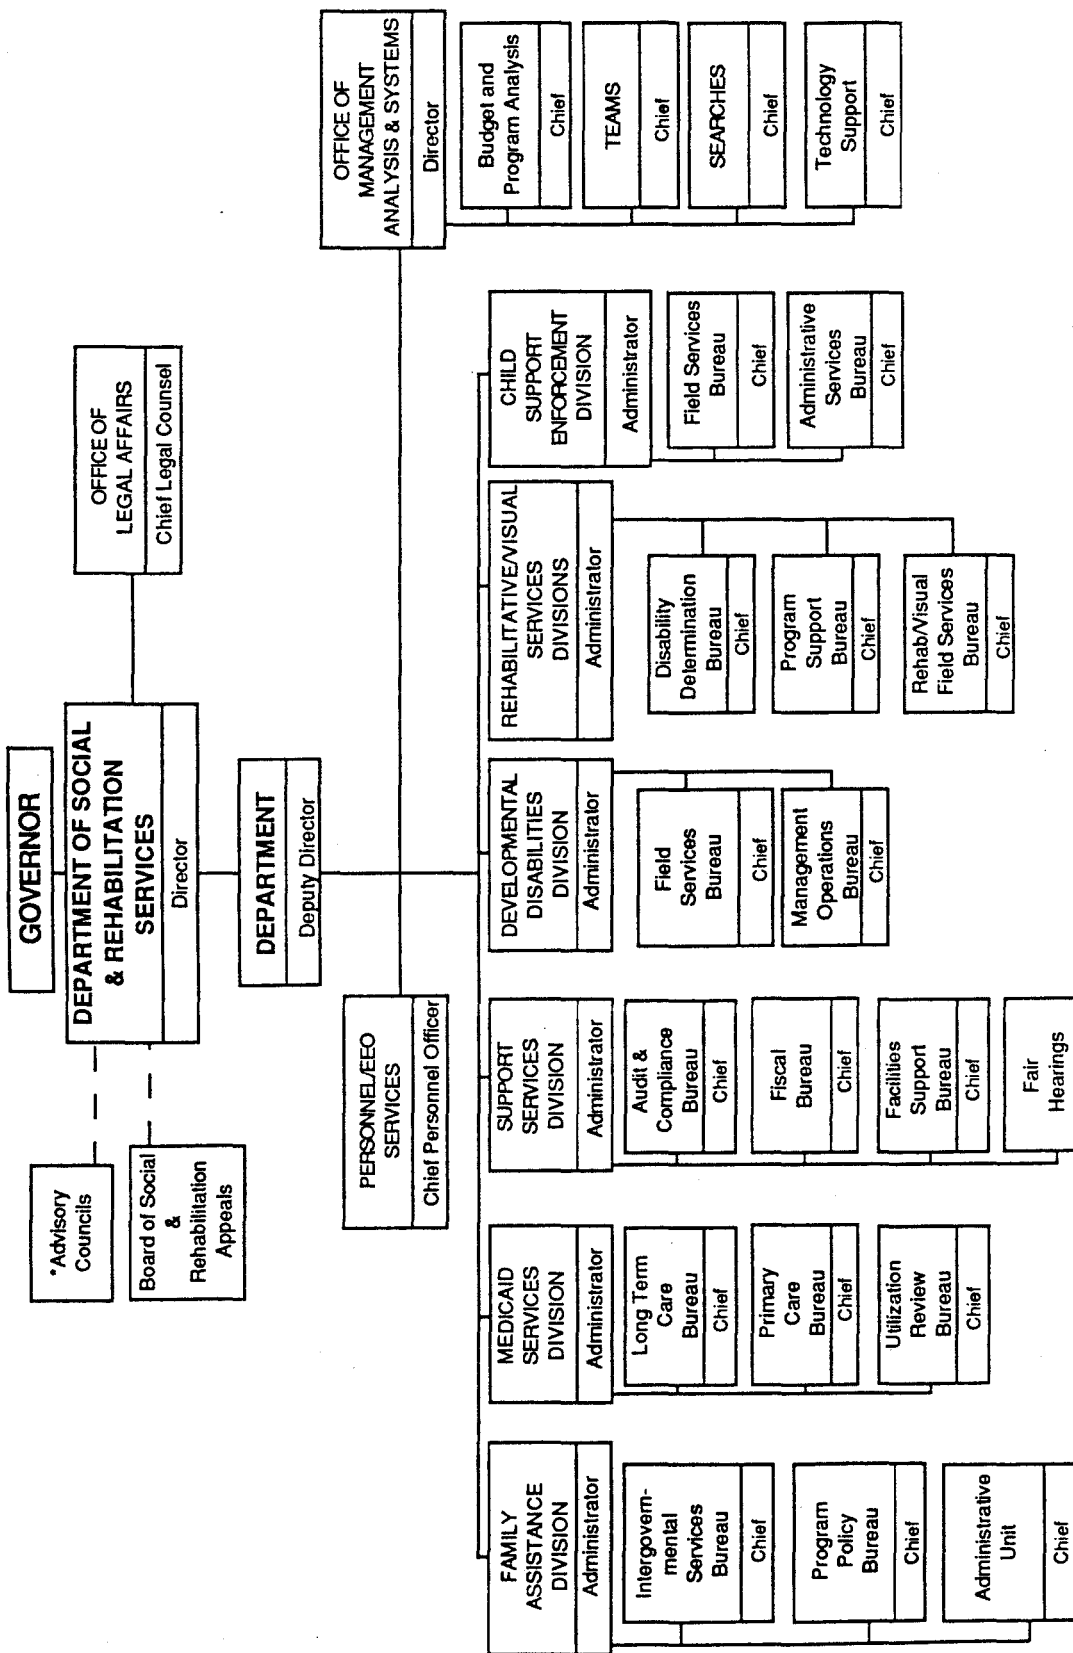 GOVERNOR
DEPARTMENT OF SOCIAL
& REHABILITATION
SERVICES
Director
*Advisory
Councils
Board of Social
&
Rehabilitation
Appeals
OFFICE OF
LEGAL AFFAIRS
Chief Legal Counsel
DEPARTMENT
Deputy Director
PERSONNEL/EEO
SERVICES
Chief Personnel Officer
OFFICE OF
MANAGEMENT
ANALYSIS & SYSTEMS
Director
Budget and
Program Analysis
Chief
TEAMS
Chief
SEARCHES
Chief
Technology
Support
Chief
FAMILY
ASSISTANCE
DIVISION
Administrator
Intergovern-
mental
Services
Bureau
Chief
Program
Policy
Bureau
Chief
Administrative
Unit
Chief
MEDICAID
SERVICES
DIVISION
Administrator
Long Term
Care
Bureau
Chief
Primary
Care
Bureau
Chief
Utilization
Review
Bureau
Chief
SUPPORT
SERVICES
DIVISION
Administrator
Audit &
Compliance
Bureau
Chief
Fiscal
Bureau
Chief
Facilities
Support
Bureau
Chief
Fair
Hearings
DEVELOPMENTAL
DISABILITIES
DIVISION
Administrator
Field
Services
Bureau
Chief
Management
Operations
Bureau
Chief
REHABILITATIVE/VISUAL
SERVICES
DIVISIONS
Administrator
Disability
Determination
Bureau
Chief
Program
Support
Bureau
Chief
Rehab/Visual
Field Services
Bureau
Chief
CHILD
SUPPORT
ENFORCEMENT
DIVISION
Administrator
Field Services
Bureau
Chief
Administrative
Services
Bureau
Chief